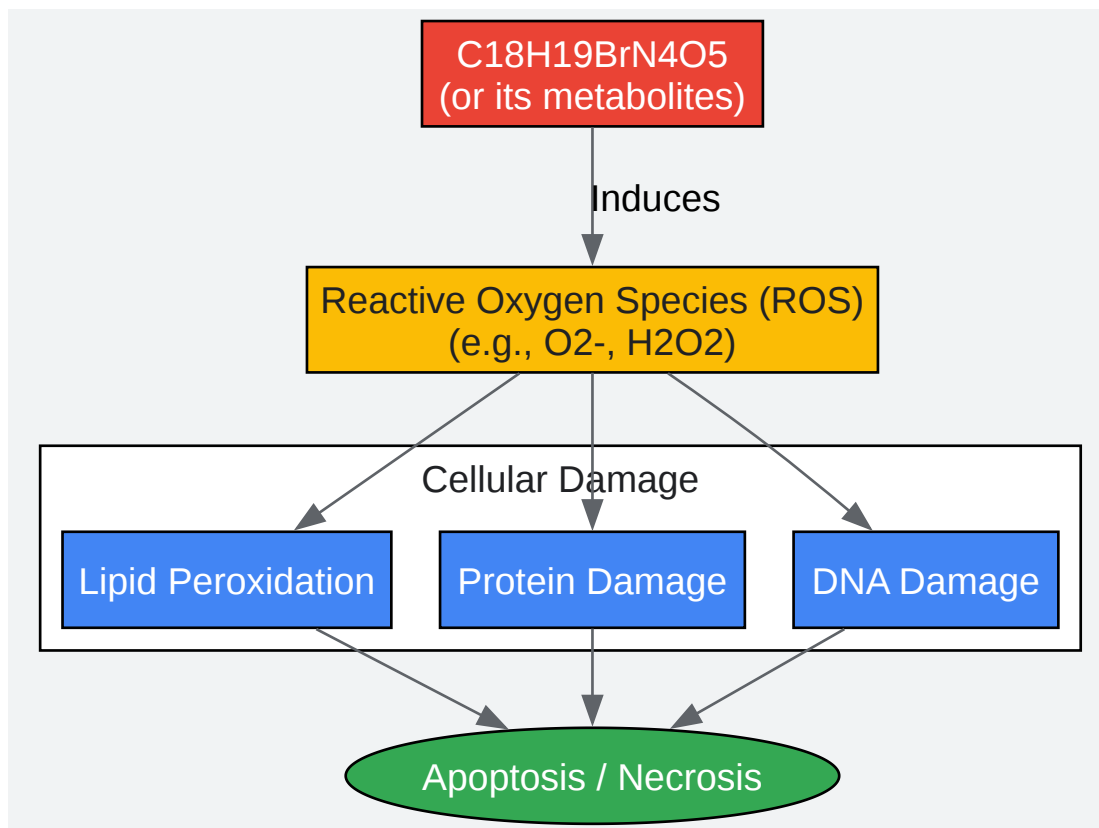 C18H19BrN4O5
(or its metabolites)
Induces
Reactive Oxygen Species (ROS)
(e.g., O2-, H2O2)
Cellular Damage
Lipid Peroxidation
Protein Damage
DNA Damage
Apoptosis / Necrosis